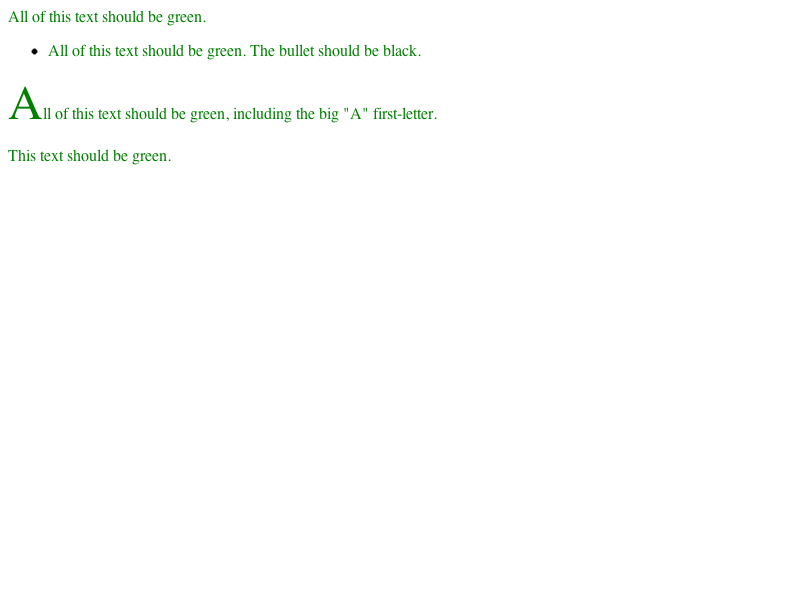 All of this text should be green.
• All of this text should be green. The bullet should be black.
All of this text should be green, including the big "A" first-letter.
This text should be green.